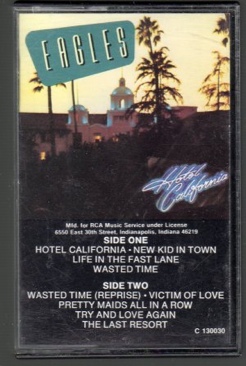 EAGLES
Hotel
California
Mfd. for RCA Music Service under License
6550 East 30th Street, Indianapolis, Indiana 46219
SIDE ONE
HOTEL CALIFORNIA • NEW KID IN TOWN
LIFE IN THE FAST LANE
WASTED TIME
SIDE TWO
WASTED TIME (REPRISE) • VICTIM OF LOVE
PRETTY MAIDS ALL IN A ROW
TRY AND LOVE AGAIN
THE LAST RESORT
C 130030